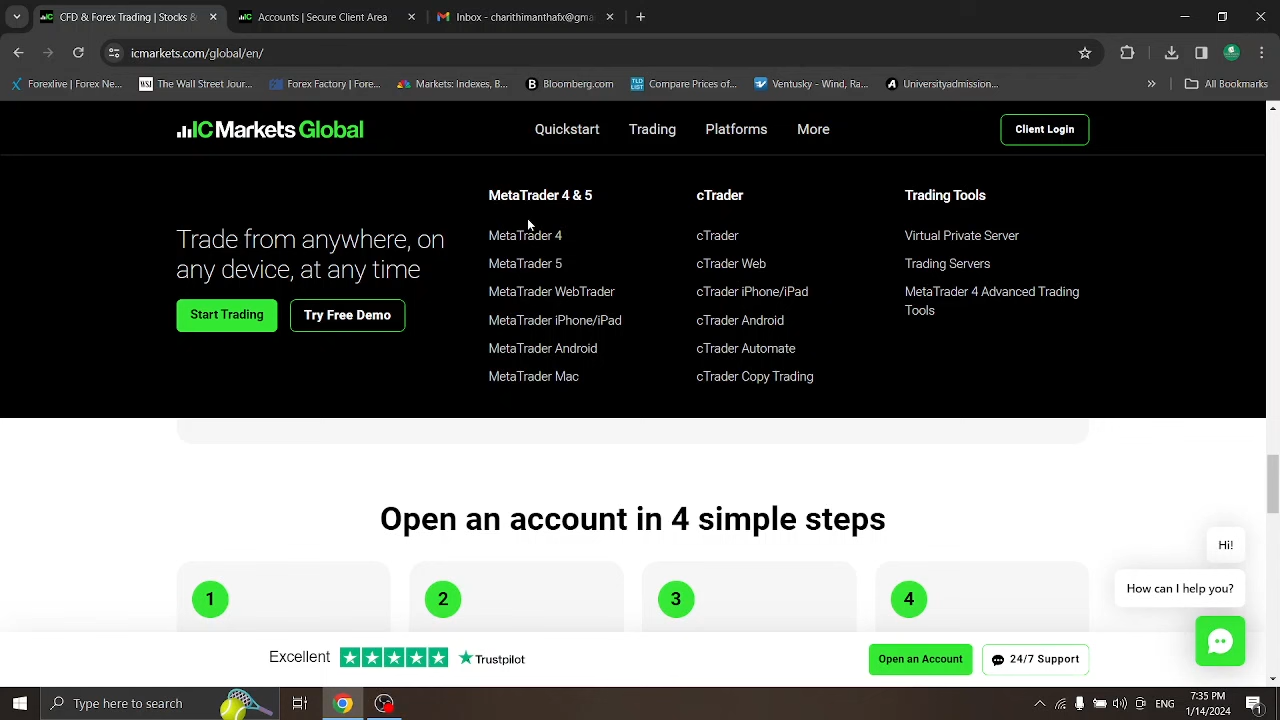 CFD & Forex Trading | Stocks &
Accounts | Secure Client Area
Inbox - charithimanthafx@gma
icmarkets.com/global/en/
Forexlive | Forex Ne...
The Wall Street Jour...
Forex Factory | Fore...
Markets: Indexes, B...
Bloomberg.com
Compare Prices of...
Ventusky - Wind, Ra...
Universityadmission...
All Bookmarks
IC Markets Global
Quickstart
Trading
Platforms
More
Client Login
Trade from anywhere, on
any device, at any time
Start Trading
Try Free Demo
MetaTrader 4 & 5
MetaTrader 4
MetaTrader 5
MetaTrader WebTrader
MetaTrader iPhone/iPad
MetaTrader Android
MetaTrader Mac
cTrader
cTrader
cTrader Web
cTrader iPhone/iPad
cTrader Android
cTrader Automate
cTrader Copy Trading
Trading Tools
Virtual Private Server
Trading Servers
MetaTrader 4 Advanced Trading
Tools
Open an account in 4 simple steps
1
2
3
4
Hi!
How can I help you?
Excellent
Trustpilot
Open an Account
24/7 Support
Type here to search
ENG
7:35 PM
1/14/2024